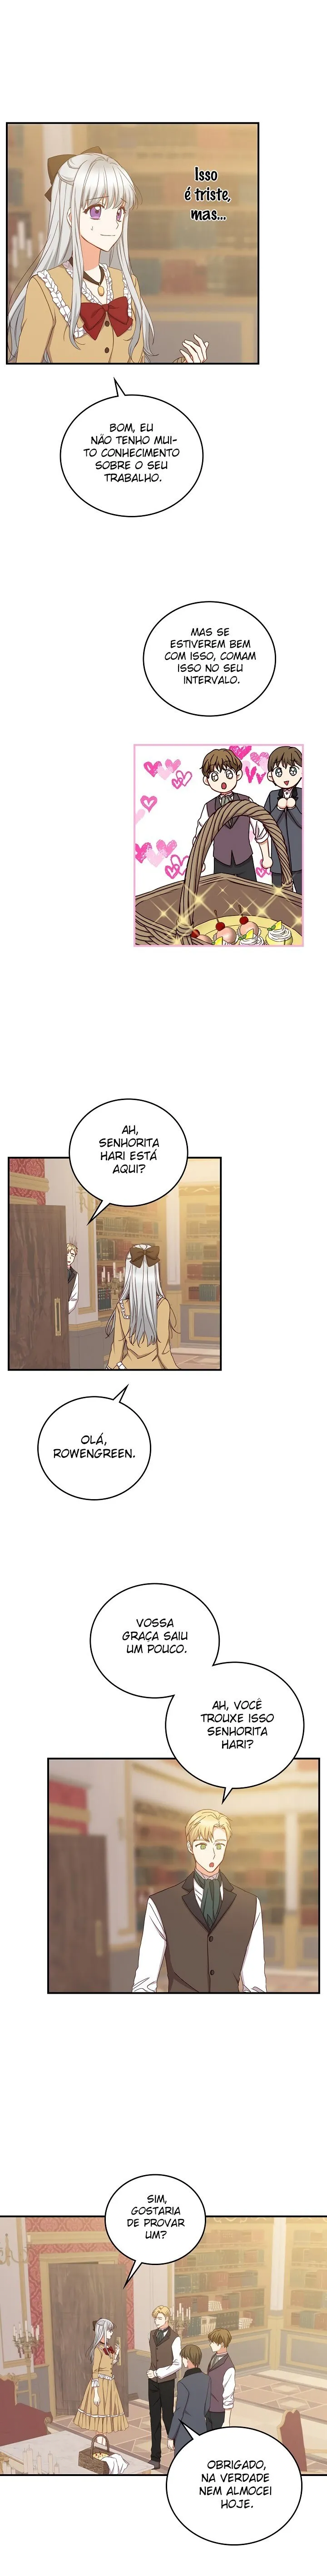 Isso
é triste,
mas...
BOM, EU
NÃO TENHO MUI-
TO CONHECIMENTO
SOBRE O SEU
TRABALHO.
MAS SE
ESTIVEREM BEM
COM ISSO, COMAM
ISSO NO SEU
INTERVALO.
AH,
SENHORITA
HARI ESTÁ
AQUI?
OLÁ,
ROWENGREEN.
VOSSA
GRAÇA SAIU
UM POUCO.
AH, VOCÊ
TROUXE ISSO
SENHORITA
HARI?
SIM,
GOSTARIA
DE PROVAR
UM?
OBRIGADO,
NA VERDADE
NEM ALMOCEI
HOJE.